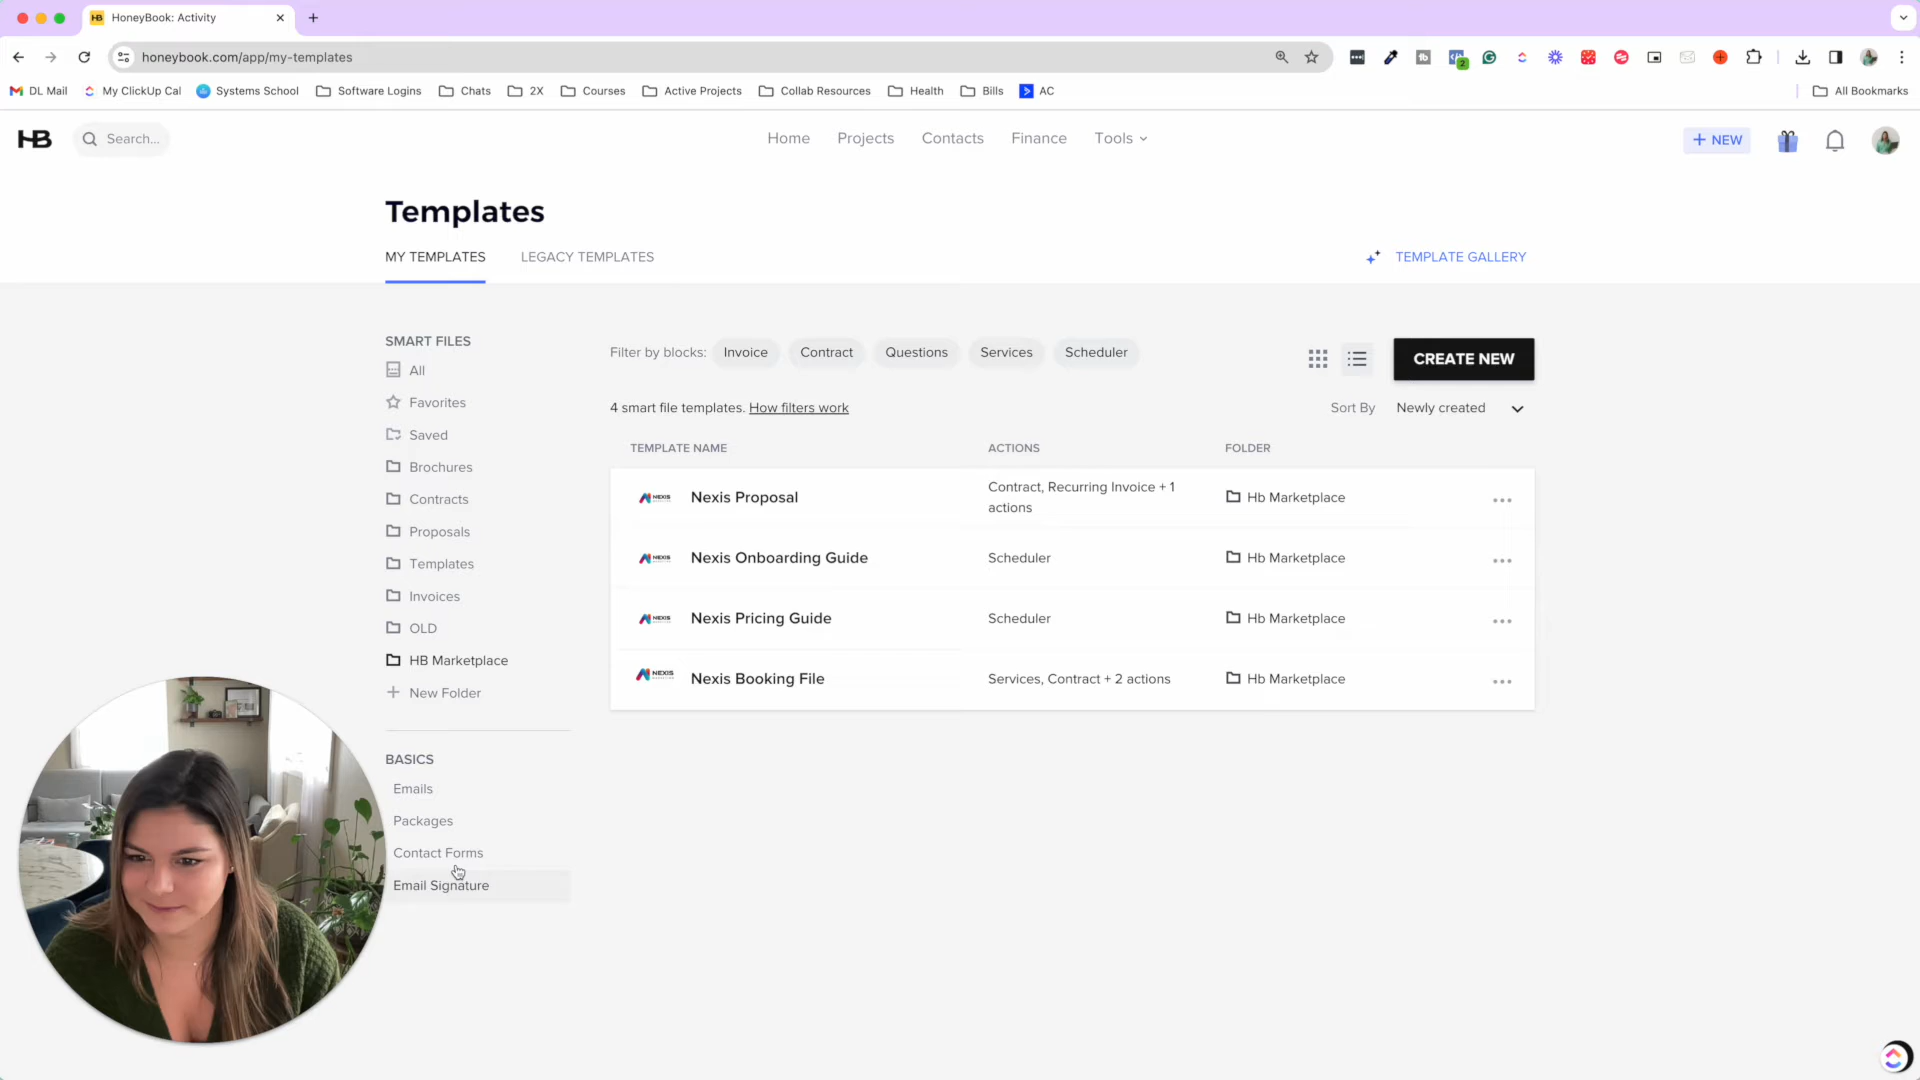 HB HoneyBook: Activity
honeybook.com/app/my-templates
2
DL Mail My ClickUp Cal Systems School Software Logins Chats 2X Courses Active Projects Collab Resources Health Bills AC All Bookmarks
HB Search... Home Projects Contacts Finance Tools + NEW
Templates
MY TEMPLATES LEGACY TEMPLATES TEMPLATE GALLERY
SMART FILES
All
Favorites
Saved
Brochures
Contracts
Proposals
Templates
Invoices
OLD
HB Marketplace
+ New Folder
BASICS
Emails
Packages
Contact Forms
Email Signature
Filter by blocks: Invoice Contract Questions Services Scheduler CREATE NEW
4 smart file templates. How filters work Sort By Newly created
TEMPLATE NAME ACTIONS FOLDER
NEXIS Nexis Proposal Contract, Recurring Invoice + 1 actions Hb Marketplace
NEXIS Nexis Onboarding Guide Scheduler Hb Marketplace
NEXIS Nexis Pricing Guide Scheduler Hb Marketplace
NEXIS Nexis Booking File Services, Contract + 2 actions Hb Marketplace